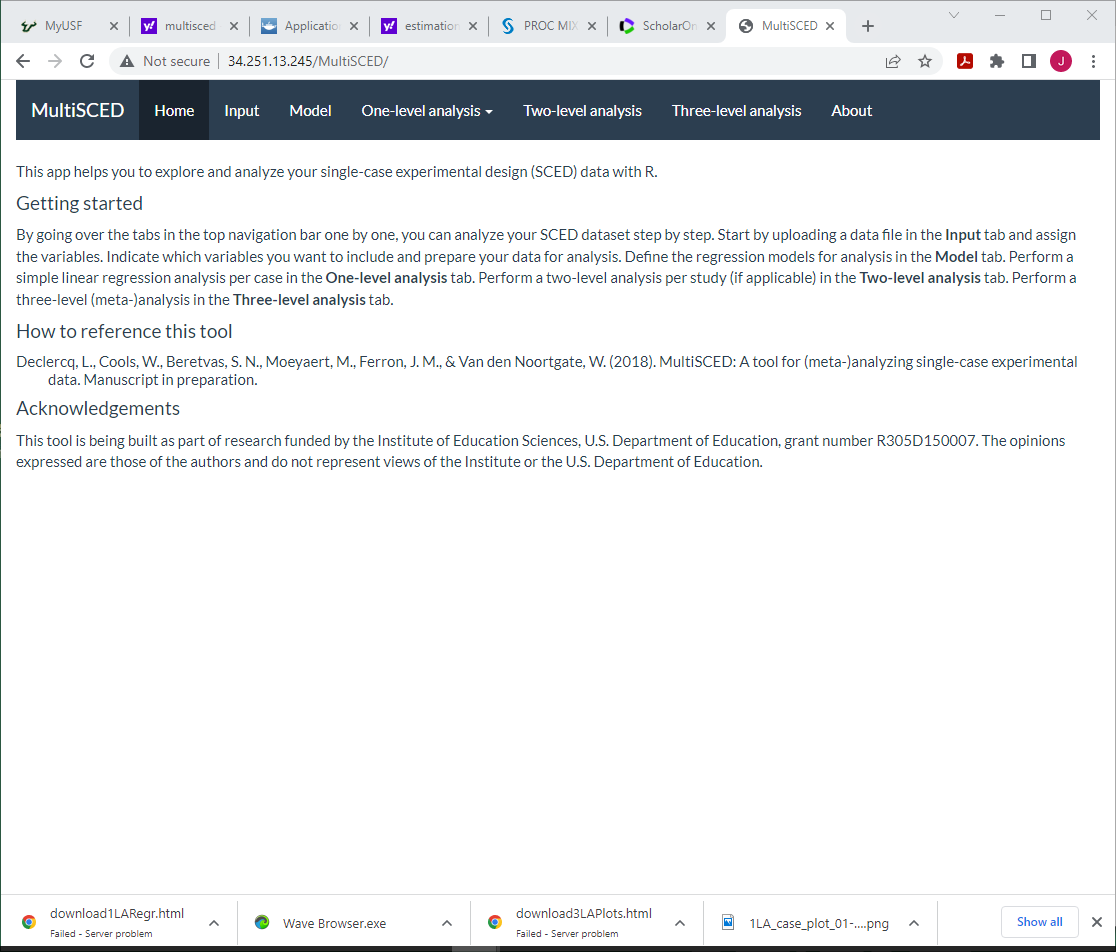 MyUSF
multisced
Applicatio
estimation
PROC MIX
ScholarOn
MultiSCED
Not secure
34.251.13.245/MultiSCED/
J
MultiSCED Home Input Model One-level analysis Two-level analysis Three-level analysis About
This app helps you to explore and analyze your single-case experimental design (SCED) data with R.
Getting started
By going over the tabs in the top navigation bar one by one, you can analyze your SCED dataset step by step. Start by uploading a data file in the Input tab and assign
the variables. Indicate which variables you want to include and prepare your data for analysis. Define the regression models for analysis in the Model tab. Perform a
simple linear regression analysis per case in the One-level analysis tab. Perform a two-level analysis per study (if applicable) in the Two-level analysis tab. Perform a
three-level (meta-)analysis in the Three-level analysis tab.
How to reference this tool
Declercq, L., Cools, W., Beretvas, S. N., Moeyaert, M., Ferron, J. M., & Van den Noortgate, W. (2018). MultiSCED: A tool for (meta-)analyzing single-case experimental
data. Manuscript in preparation.
Acknowledgements
This tool is being built as part of research funded by the Institute of Education Sciences, U.S. Department of Education, grant number R305D150007. The opinions
expressed are those of the authors and do not represent views of the Institute or the U.S. Department of Education.
download1LARegr.html
Failed - Server problem
Wave Browser.exe
download3LAPlots.html
Failed - Server problem
1LA_case_plot_01-....png
Show all